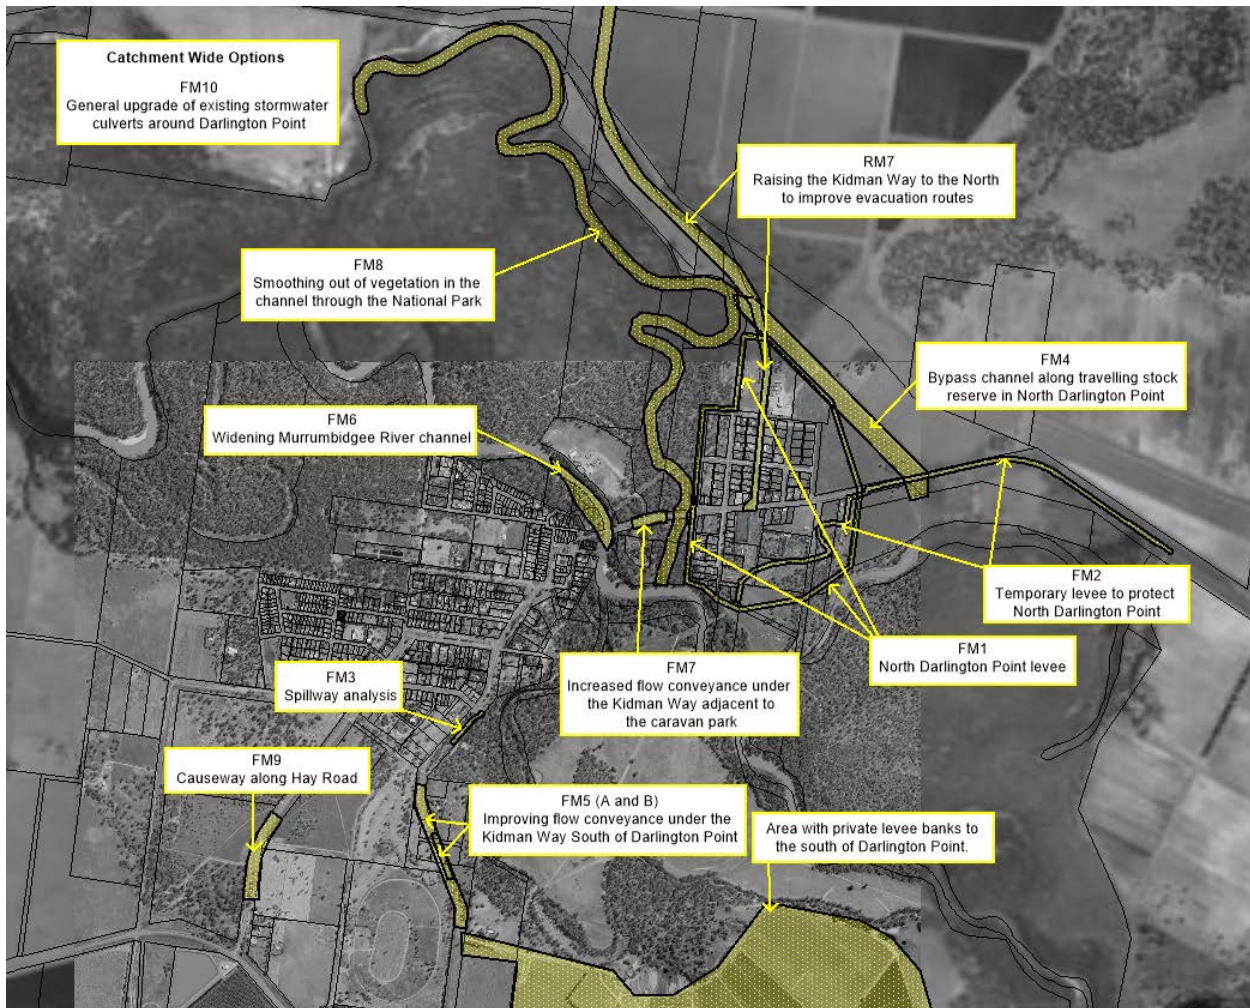 Catchment Wide Options
FM10
General upgrade of existing stormwater
culverts around Darlington Point
RM7
Raising the Kidman Way to the North
to improve evacuation routes
FM8
Smoothing out of vegetation in the
channel through the National Park
FM4
Bypass channel along travelling stock
reserve in North Darlington Point
FM6
Widening Murrumbidgee River channel
FM2
Temporary levee to protect
North Darlington Point
FM1
North Darlington Point levee
FM7
Increased flow conveyance under
the Kidman Way adjacent to
the caravan park
FM3
Spillway analysis
FM9
Causeway along Hay Road
FM5 (A and B)
Improving flow conveyance under the
Kidman Way South of Darlington Point
Area with private levee banks to
the south of Darlington Point.